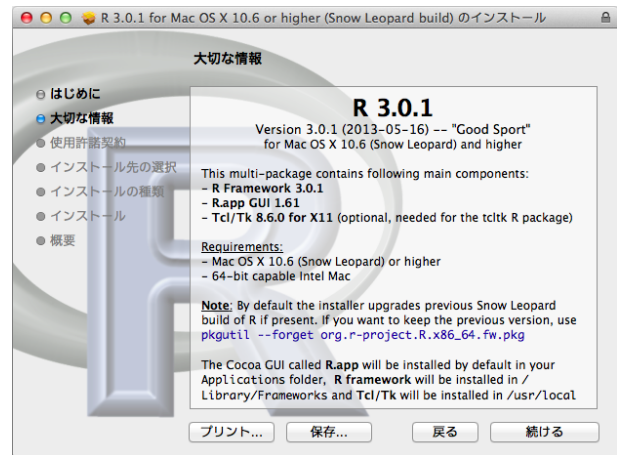 R 3.0.1 for Mac OS X 10.6 or higher (Snow Leopard build) のインストール
大切な情報
はじめに
大切な情報
使用許諾契約
インストール先の選択
インストールの種類
インストール
概要
R 3.0.1
Version 3.0.1 (2013-05-16) -- "Good Sport"
for Mac OS X 10.6 (Snow Leopard) and higher
This multi-package contains following main components:
- R Framework 3.0.1
- R.app GUI 1.61
- Tcl/Tk 8.6.0 for X11 (optional, needed for the tcltk R package)
Requirements:
- Mac OS X 10.6 (Snow Leopard) or higher
- 64-bit capable Intel Mac
Note: By default the installer upgrades previous Snow Leopard
build of R if present. If you want to keep the previous version, use
pkgutil --forget org.r-project.R.x86_64.fw.pkg
The Cocoa GUI called R.app will be installed by default in your
Applications folder, R framework will be installed in /
Library/Frameworks and Tcl/Tk will be installed in /usr/local
プリント... 保存... 戻る 続ける